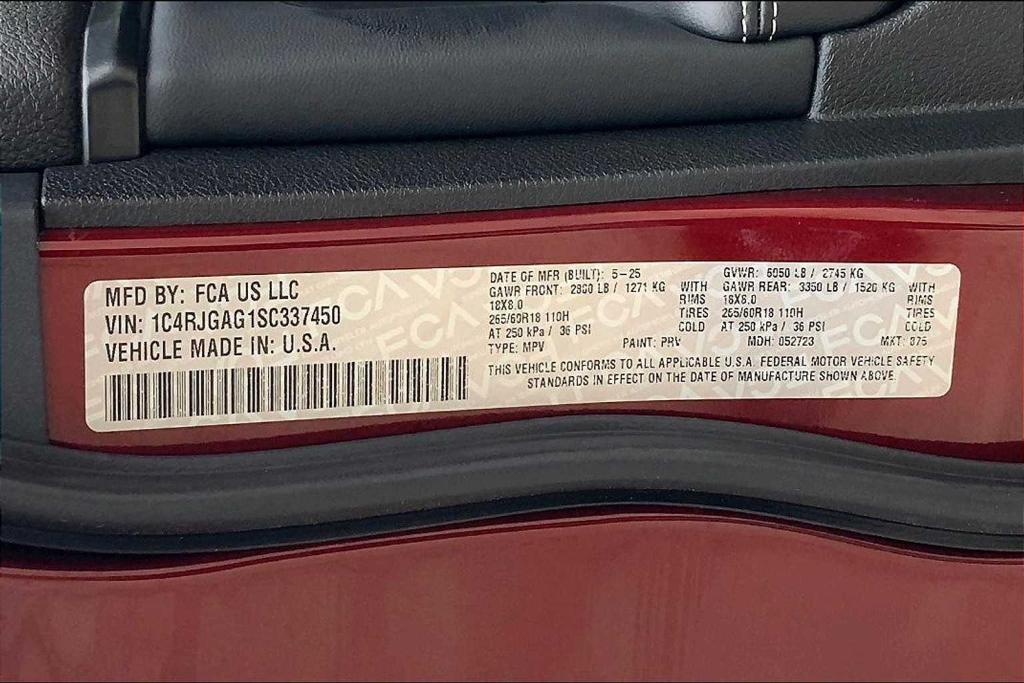 MFD BY: FCA US LLC
VIN: 1C4RJGAG1SC337450
VEHICLE MADE IN: U.S.A.
DATE OF MFR (BUILT): 5-25 GVWR: 6050 LB / 2745 KG
GAWR FRONT: 2800 LB / 1271 KG WITH GAWR REAR: 3350 LB / 1520 KG WITH
18X8.0 RIMS 18X8.0 RIMS
265/60R18 110H TIRES 265/60R18 110H TIRES
AT 250 kPa / 36 PSI COLD AT 250 kPa / 36 PSI COLD
TYPE: MPV PAINT: PRV MDH: 052723 MKT: 075
THIS VEHICLE CONFORMS TO ALL APPLICABLE U.S.A. FEDERAL MOTOR VEHICLE SAFETY
STANDARDS IN EFFECT ON THE DATE OF MANUFACTURE SHOWN ABOVE.